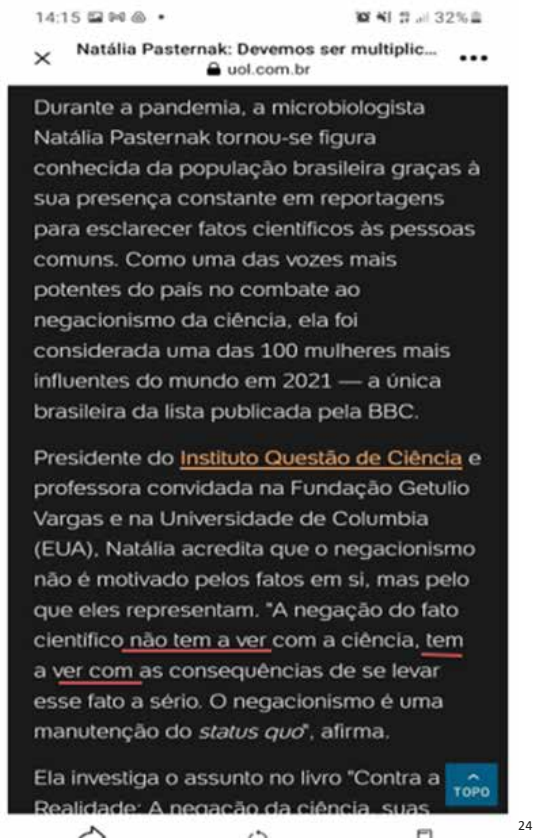 14:15
32%
Natália Pasternak: Devemos ser multiplic...
uol.com.br
Durante a pandemia, a microbiologista
Natália Pasternak tornou-se figura
conhecida da população brasileira graças à
sua presença constante em reportagens
para esclarecer fatos científicos às pessoas
comuns. Como uma das vozes mais
potentes do país no combate ao
negacionismo da ciência, ela foi
considerada uma das 100 mulheres mais
influentes do mundo em 2021 — a única
brasileira da lista publicada pela BBC.
Presidente do Instituto Questão de Ciência e
professora convidada na Fundação Getulio
Vargas e na Universidade de Columbia
(EUA), Natália acredita que o negacionismo
não é motivado pelos fatos em si, mas pelo
que eles representam. "A negação do fato
científico não tem a ver com a ciência, tem
a ver com as consequências de se levar
esse fato a sério. O negacionismo é uma
manutenção do status quo", afirma.
Ela investiga o assunto no livro "Contra a
Realidade: A negação da ciência, suas
TOPO
24